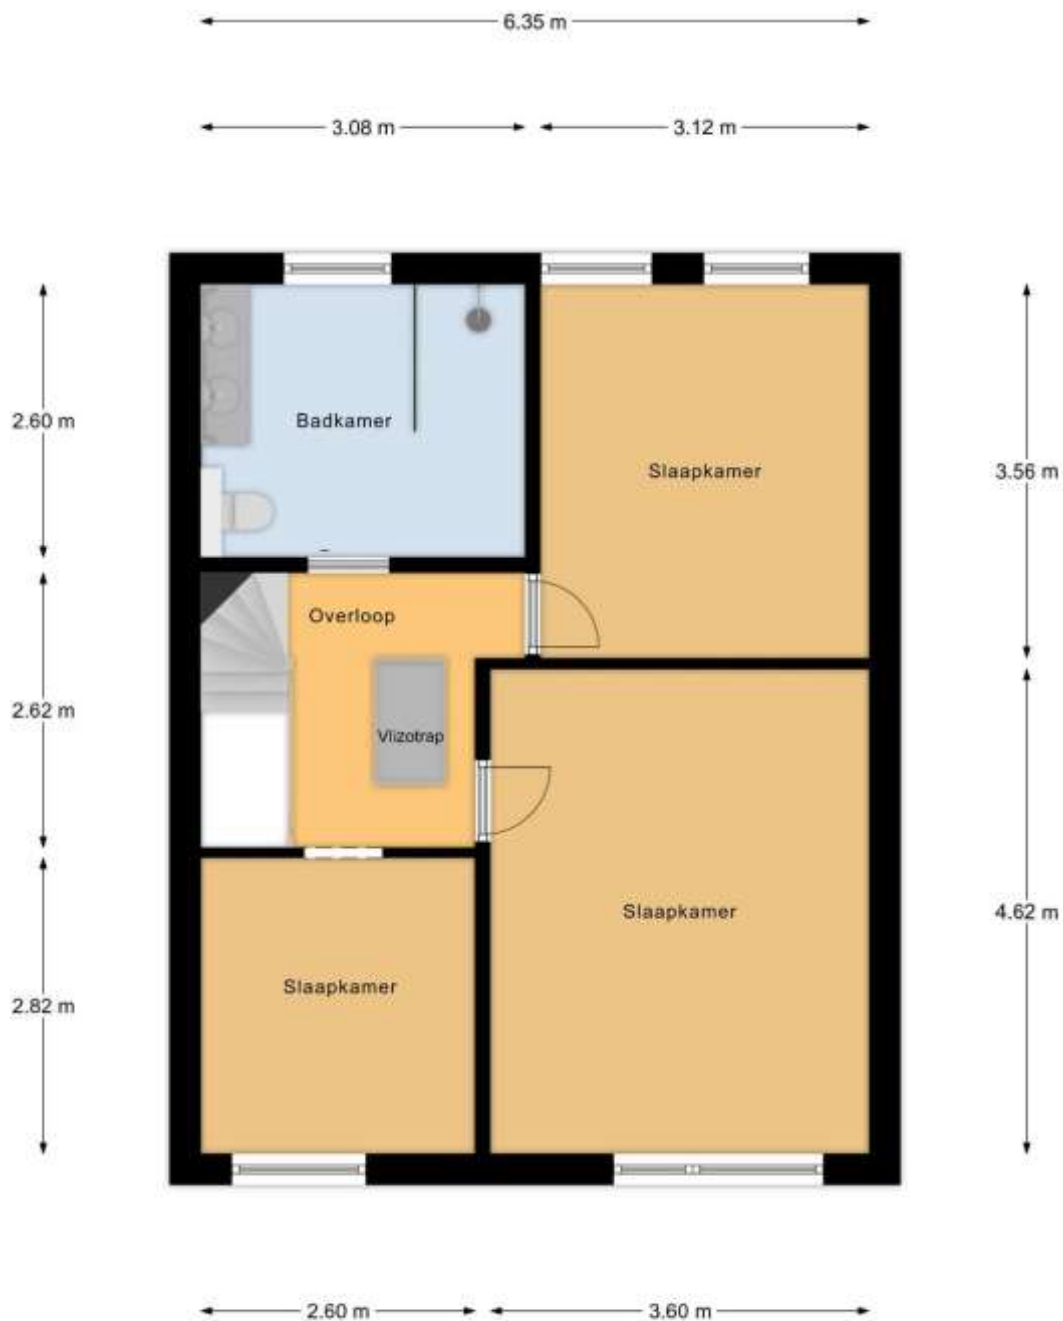 6.35 m
3.08 m
3.12 m
2.60 m
Badkamer
Slaapkamer
3.56 m
Overloop
2.62 m
Vlizotrap
Slaapkamer
4.62 m
Slaapkamer
2.82 m
2.60 m
3.60 m